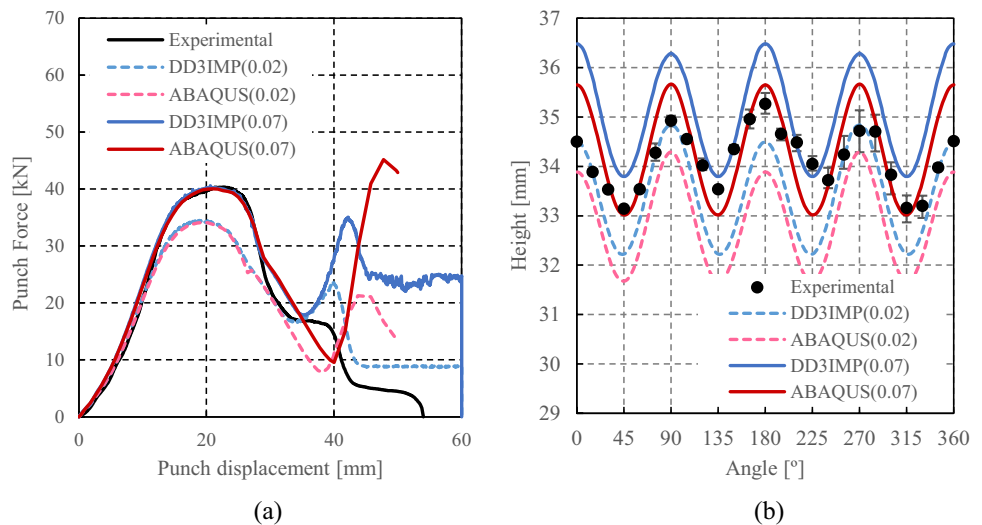 70
60
50
40
30
20
10
0
Punch Force [kN]
Experimental
DD3IMP(0.02)
ABAQUS(0.02)
DD3IMP(0.07)
ABAQUS(0.07)
0 20 40 60
Punch displacement [mm]
(a)
37
36
35
34
33
32
31
30
29
Height [mm]
Experimental
DD3IMP(0.02)
ABAQUS(0.02)
DD3IMP(0.07)
ABAQUS(0.07)
0 45 90 135 180 225 270 315 360
Angle [º]
(b)